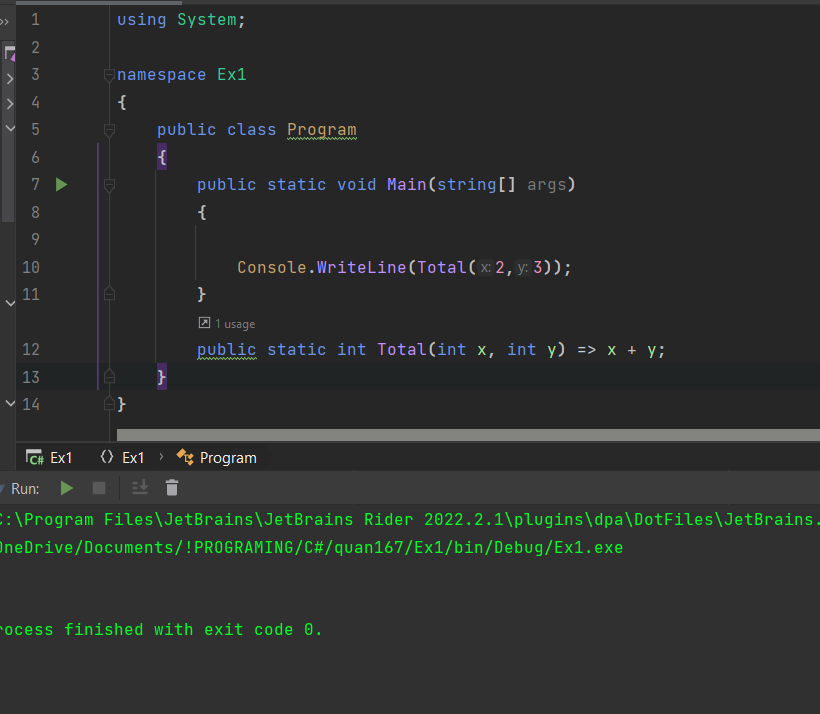 1 using System;
2
3 namespace Ex1
4 {
5 public class Program
6 {
7 public static void Main(string[] args)
8 {
9
10 Console.WriteLine(Total( x: 2, y: 3));
11 }
1 usage
12 public static int Total(int x, int y) => x + y;
13 }
14 }
C# Ex1 Ex1 Program
Run:
C:\Program Files\JetBrains\JetBrains Rider 2022.2.1\plugins\dpa\DotFiles\JetBrains.
OneDrive/Documents/!PROGRAMING/C#/quan167/Ex1/bin/Debug/Ex1.exe
rocess finished with exit code 0.